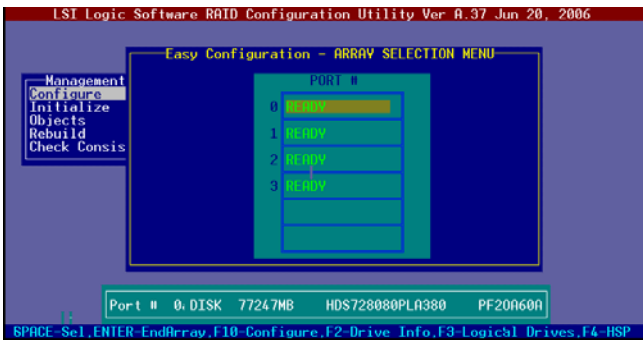 LSI Logic Software RAID Configuration Utility Ver A.37 Jun 20, 2006
Easy Configuration - ARRAY SELECTION MENU
Management
Configure
Initialize
Objects
Rebuild
Check Consis
PORT #
0 READY
1 READY
2 READY
3 READY
Port # 0, DISK 77247MB HDS728080PLA380 PF2OA60A
SPACE-Sel,ENTER-EndArray,F10-Configure,F2-Drive Info,F3-Logical Drives,F4-HSP